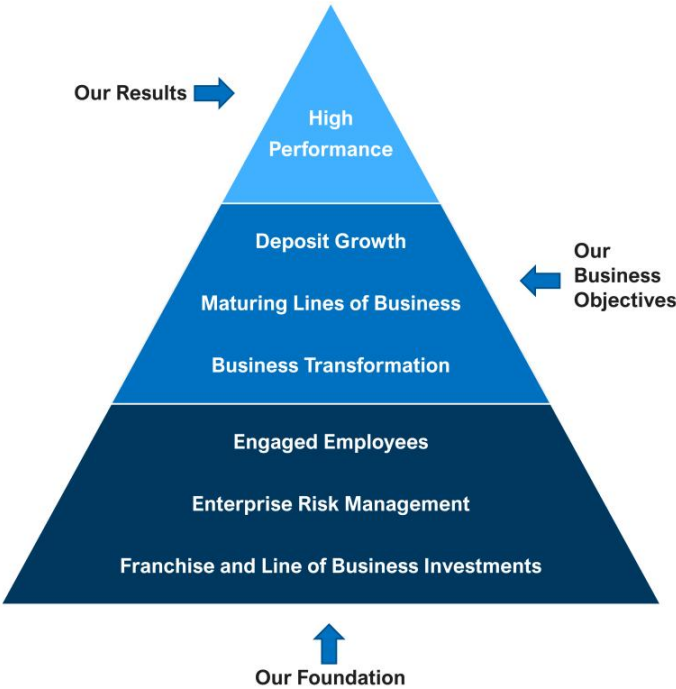 Our Results
High
Performance
Deposit Growth
Maturing Lines of Business
Business Transformation
Our
Business
Objectives
Engaged Employees
Enterprise Risk Management
Franchise and Line of Business Investments
Our Foundation